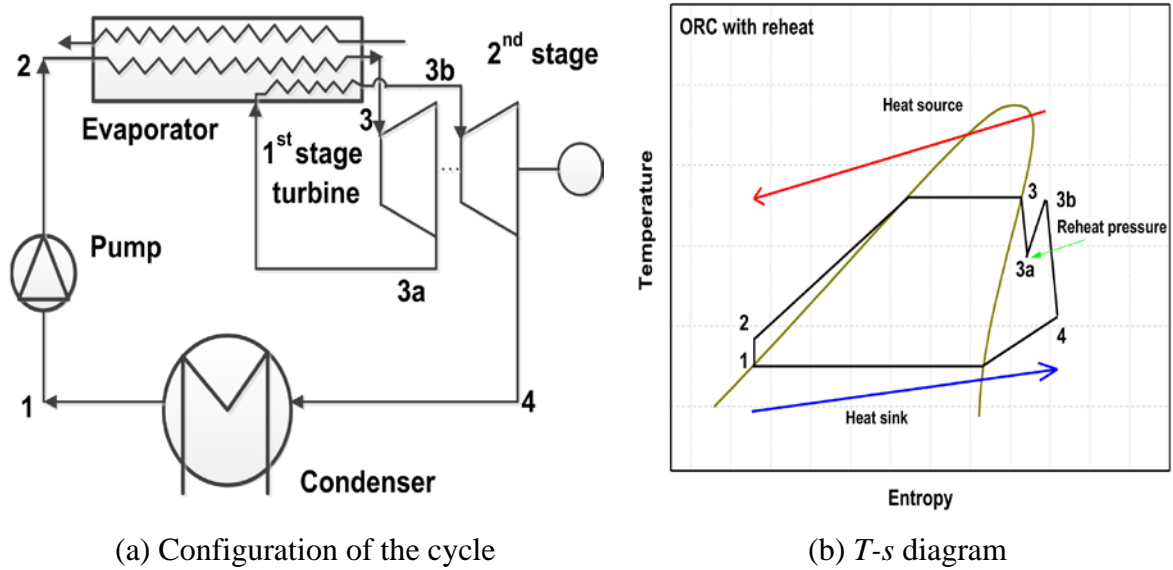 2
2nd stage
3b
Evaporator
3
1st stage
turbine
Pump
3a
1
4
Condenser
(a) Configuration of the cycle
ORC with reheat
Heat source
3
3b
Reheat pressure
3a
2
1
4
Heat sink
Temperature
Entropy
(b) T-s diagram